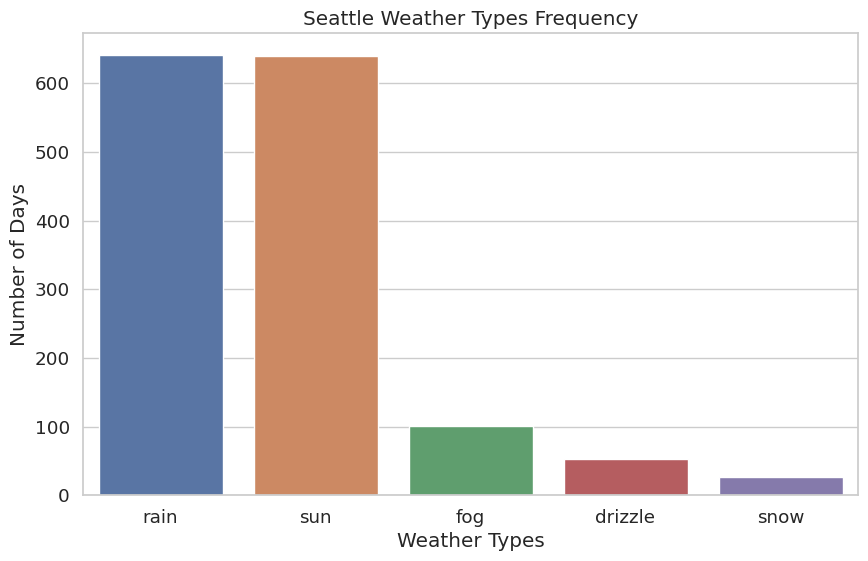 Seattle Weather Types Frequency
Number of Days
600
500
400
300
200
100
0
rain
sun
fog
drizzle
snow
Weather Types